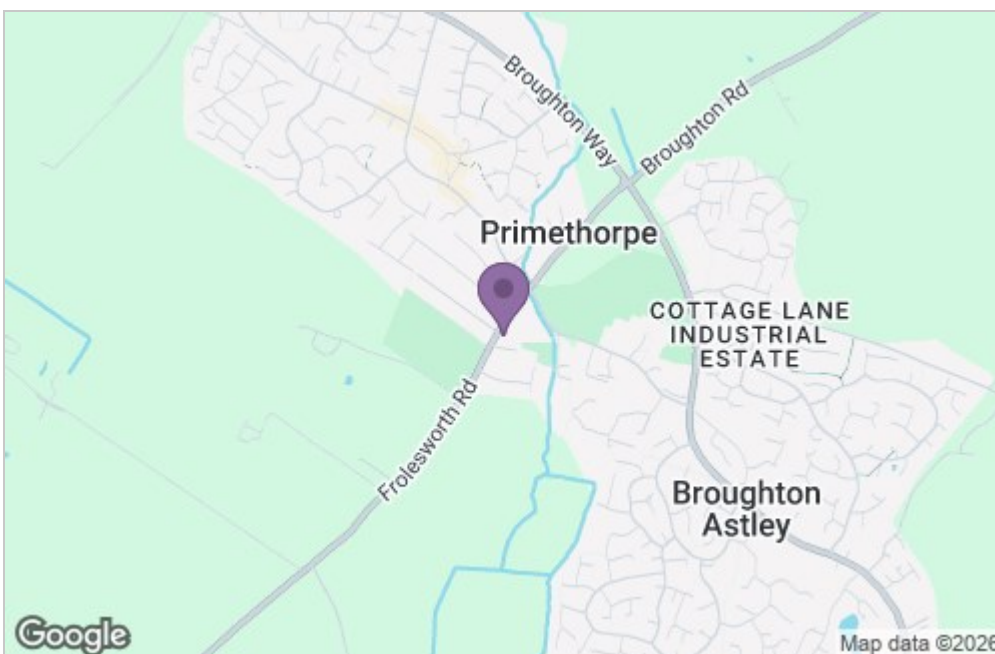 Broughton Way
Broughton Rd
Primethorpe
COTTAGE LANE
INDUSTRIAL
ESTATE
Frolesworth Rd
Broughton
Astley
Google
Map data ©2026